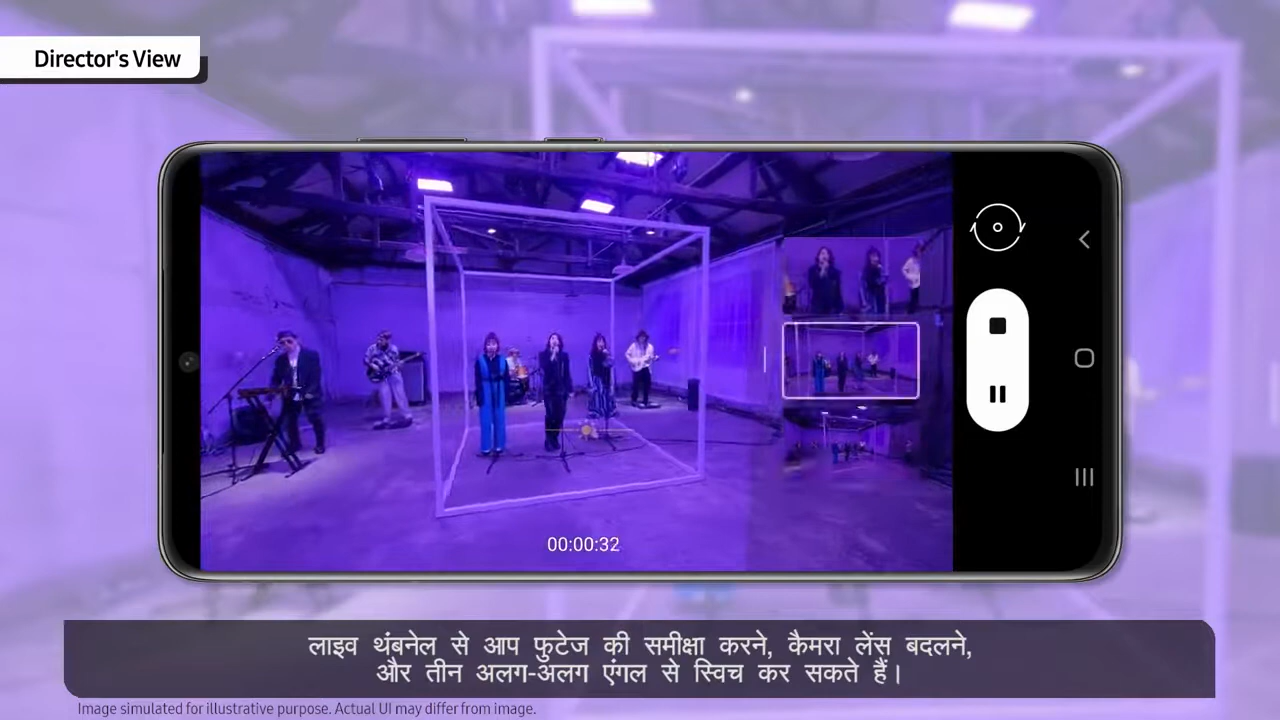 Director's View
00:00:32
लाइव थंबनेल से आप फुटेज की समीक्षा करने, कैमरा लेंस बदलने,
और तीन अलग-अलग एंगल से स्विच कर सकते हैं।
Image simulated for illustrative purpose. Actual UI may differ from image.